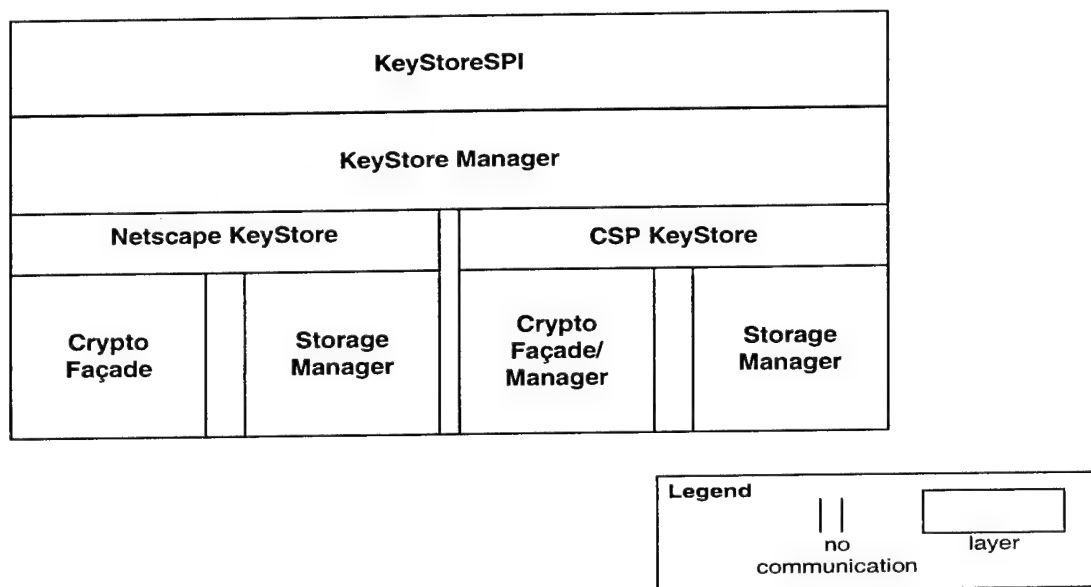 KeyStoreSPI
KeyStore Manager
Netscape KeyStore
CSP KeyStore
Crypto
Façade
Storage
Manager
Crypto
Façade/
Manager
Storage
Manager
Legend
no
communication
layer